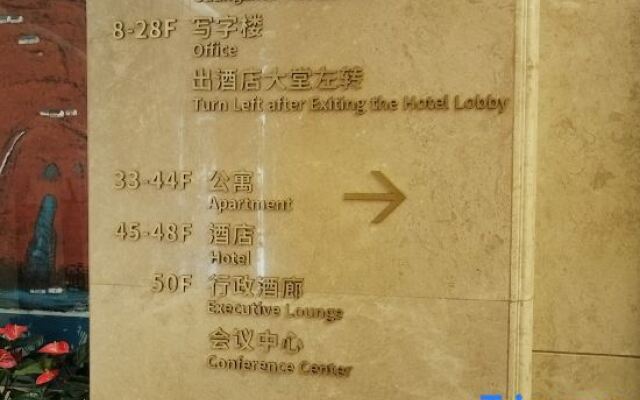 8-28F 写字楼
Office
出酒店大堂左转
Turn Left after Exiting the Hotel Lobby
33-44F 公寓
Apartment
45-48F 酒店
Hotel
50F 行政酒廊
Executive Lounge
会议中心
Conference Center